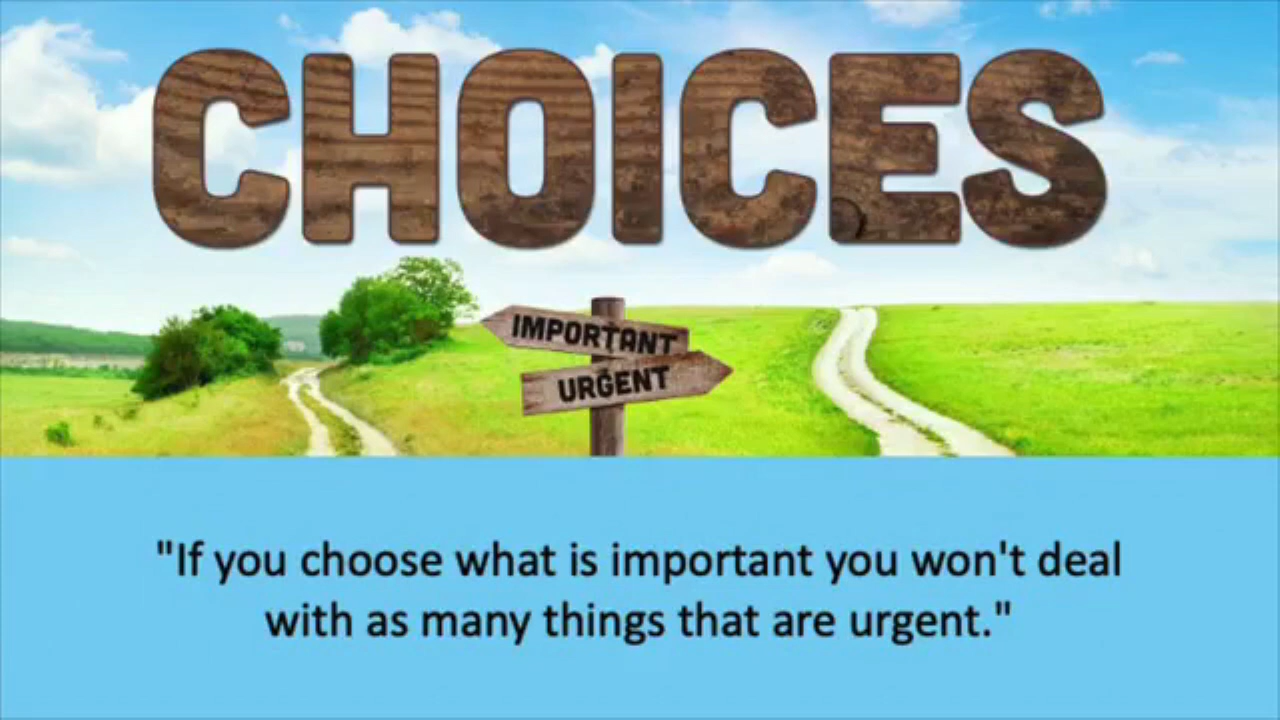 CHOICES
IMPORTANT
URGENT
"If you choose what is important you won't deal
with as many things that are urgent."